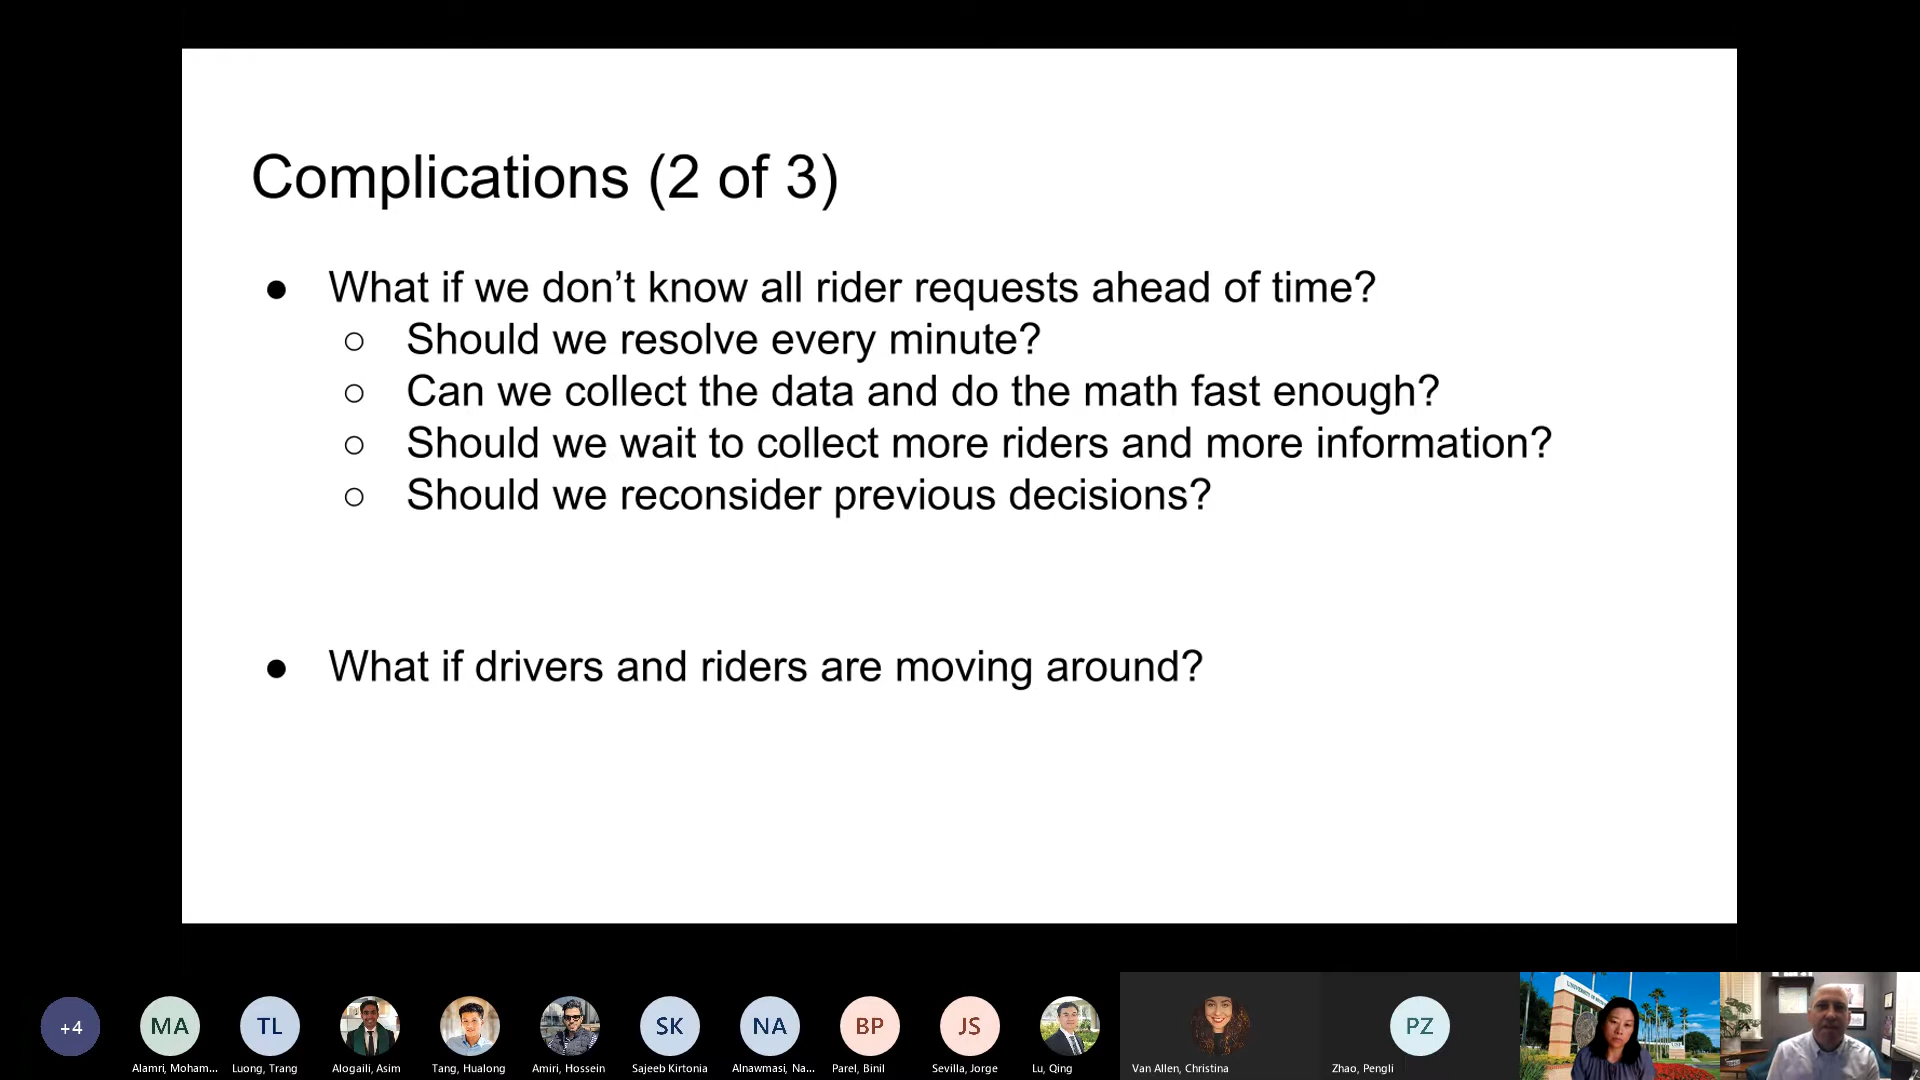 Complications (2 of 3)
● What if we don’t know all rider requests ahead of time?
○ Should we resolve every minute?
○ Can we collect the data and do the math fast enough?
○ Should we wait to collect more riders and more information?
○ Should we reconsider previous decisions?
● What if drivers and riders are moving around?
+4
MA
TL
SK
NA
BP
JS
PZ
Alamri, Moham...
Luong, Trang
Alogaili, Asim
Tang, Hualong
Amiri, Hossein
Sajeeb Kirtonia
Alnawmasi, Na...
Parel, Binil
Sevilla, Jorge
Lu, Qing
Van Allen, Christina
Zhao, Pengli